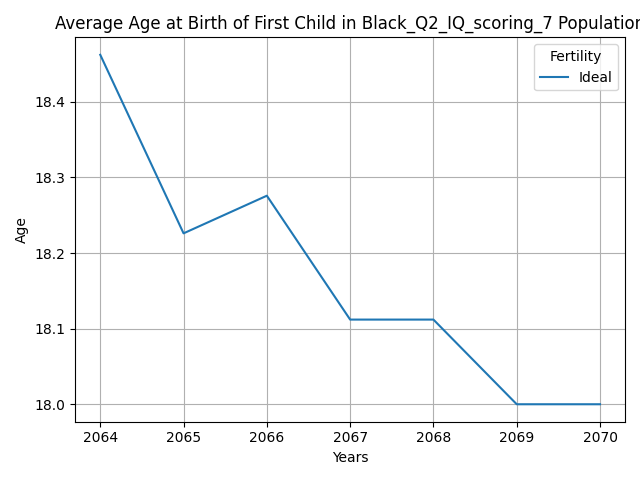 Average Age at Birth of First Child in Black_Q2_IQ_scoring_7 Population
Fertility
Ideal
18.4
18.3
18.2
18.1
18.0
Age
2064 2065 2066 2067 2068 2069 2070
Years